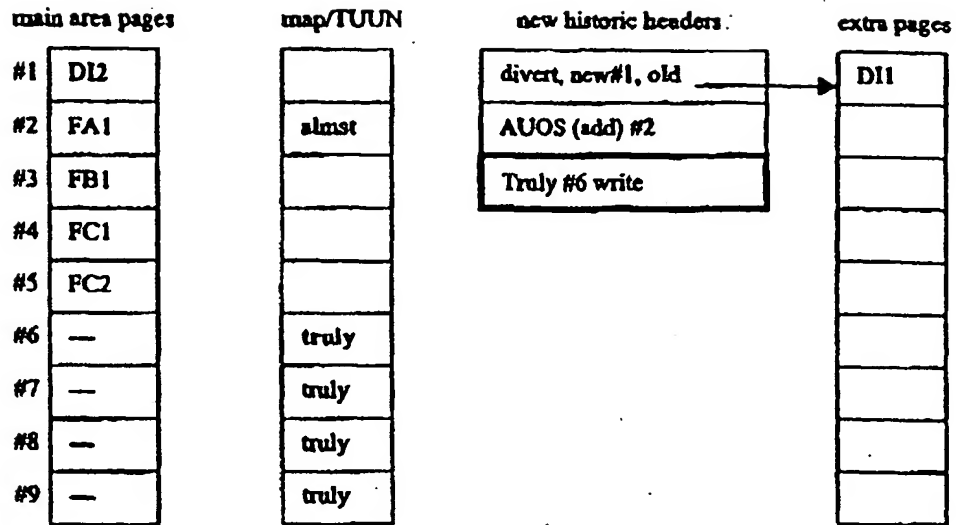 main area pages map/TUUN new historic headers: extra pages
#1 DI2 divert, new#1, old DI1
#2 FA1 almst AUOS (add) #2
#3 FB1 Truly #6 write
#4 FC1
#5 FC2
#6 — truly
#7 — truly
#8 — truly
#9 — truly